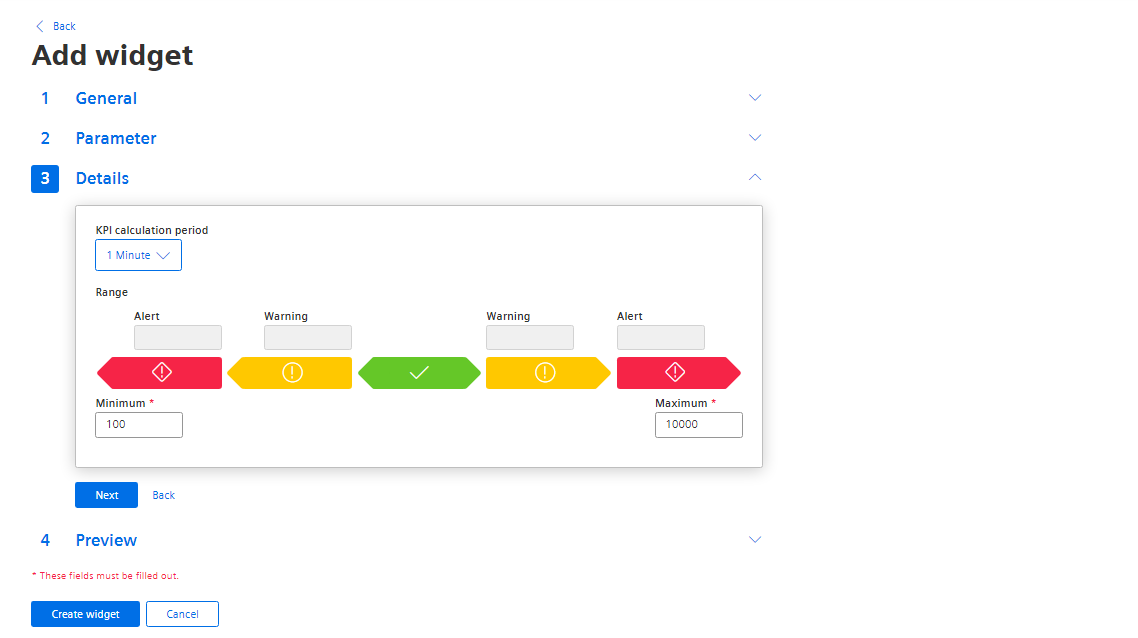 Back
Add widget
1 General
2 Parameter
3 Details
KPI calculation period
1 Minute
Range
Alert Warning Warning Alert
Minimum * Maximum *
100 10000
Next Back
4 Preview
* These fields must be filled out.
Create widget Cancel